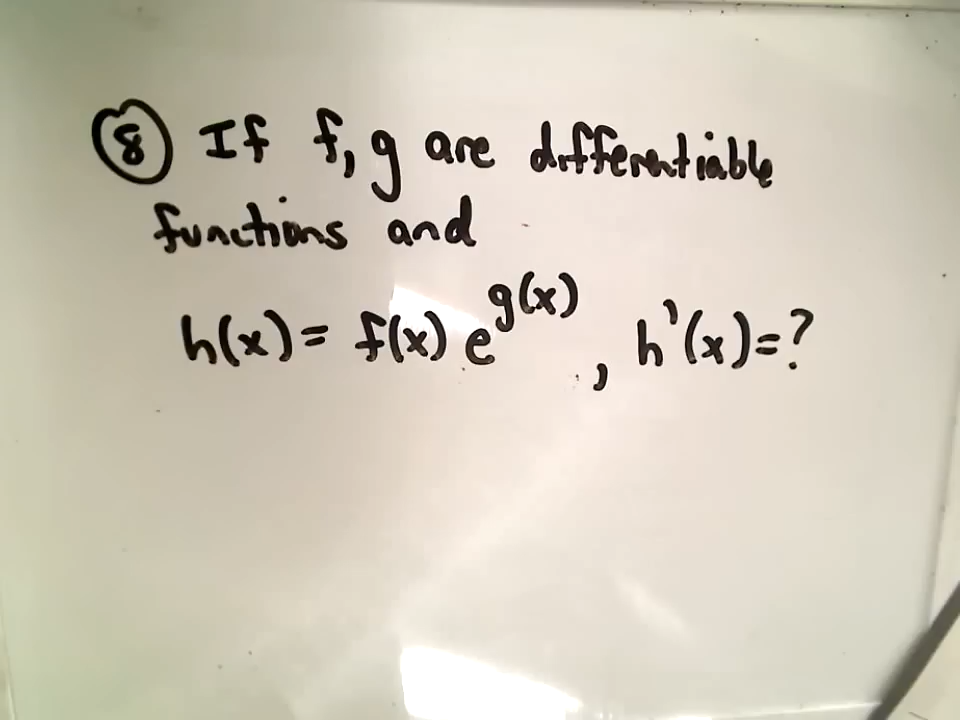 ⑧ If f, g are differentiable
functions and
h(x) = f(x) e^g(x) , h'(x) = ?